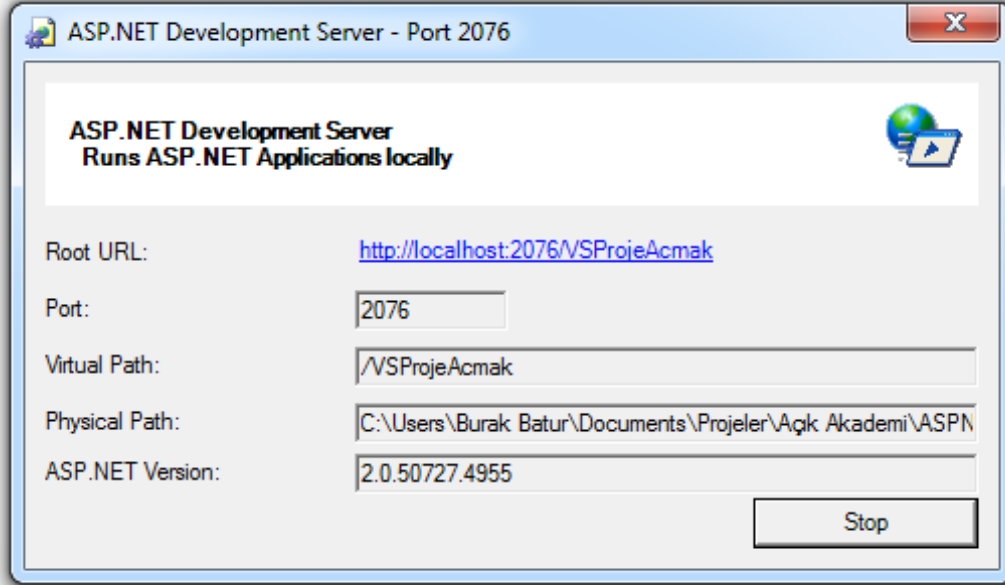 ASP.NET Development Server - Port 2076
ASP.NET Development Server
Runs ASP.NET Applications locally
Root URL: http://localhost:2076/VSProjeAcmak
Port: 2076
Virtual Path: /VSProjeAcmak
Physical Path: C:\Users\Burak Batur\Documents\Projeler\Açık Akademi\ASPN
ASP.NET Version: 2.0.50727.4955
Stop